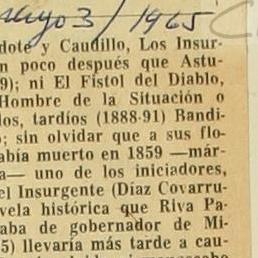 mayo 3/1965
dote y Caudillo, Los Insur-
n poco después que Astu-
9); ni El Fistol del Diablo,
Hombre de la Situación o
los, tardíos (1888-91) Bandi-
; sin olvidar que a sus flo-
abía muerto en 1859 —már-
a— uno de los iniciadores,
el Insurgente (Díaz Covarru-
vela histórica que Riva Pa-
aba de gobernador de Mi-
5) llevaría más tarde a cau-